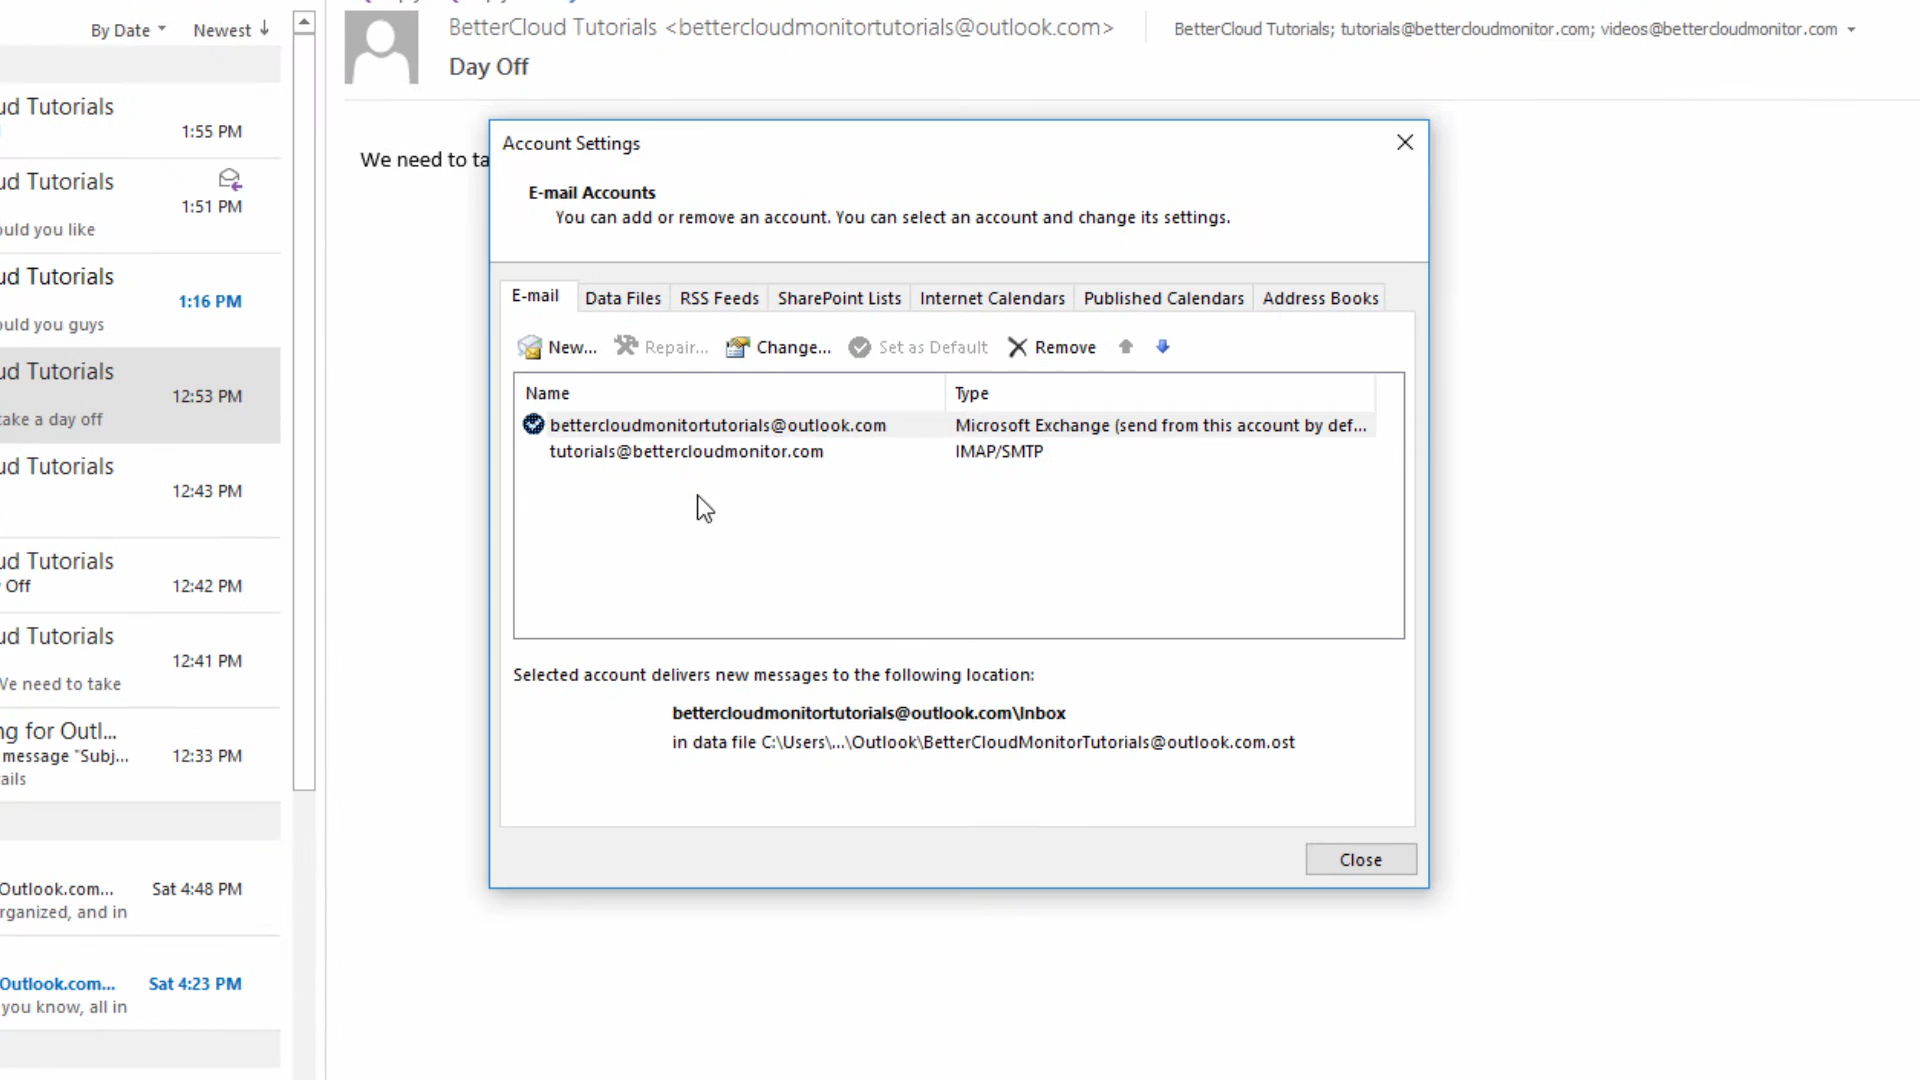 By Date Newest
ud Tutorials
1:55 PM
ud Tutorials
1:51 PM
ould you like
ud Tutorials
1:16 PM
ould you guys
ud Tutorials
12:53 PM
take a day off
ud Tutorials
12:43 PM
ud Tutorials
Off
12:42 PM
ud Tutorials
12:41 PM
We need to take
ng for Outl...
message "Subj...
12:33 PM
ails
Outlook.com...
Sat 4:48 PM
rganized, and in
Outlook.com...
Sat 4:23 PM
you know, all in
BetterCloud Tutorials <bettercloudmonitortutorials@outlook.com>
BetterCloud Tutorials; tutorials@bettercloudmonitor.com; videos@bettercloudmonitor.com
Day Off
We need to ta
Account Settings
E-mail Accounts
You can add or remove an account. You can select an account and change its settings.
E-mail Data Files RSS Feeds SharePoint Lists Internet Calendars Published Calendars Address Books
New... Repair... Change... Set as Default Remove
Name Type
bettercloudmonitortutorials@outlook.com Microsoft Exchange (send from this account by def...
tutorials@bettercloudmonitor.com IMAP/SMTP
Selected account delivers new messages to the following location:
bettercloudmonitortutorials@outlook.com\Inbox
in data file C:\Users\...\Outlook\BetterCloudMonitorTutorials@outlook.com.ost
Close